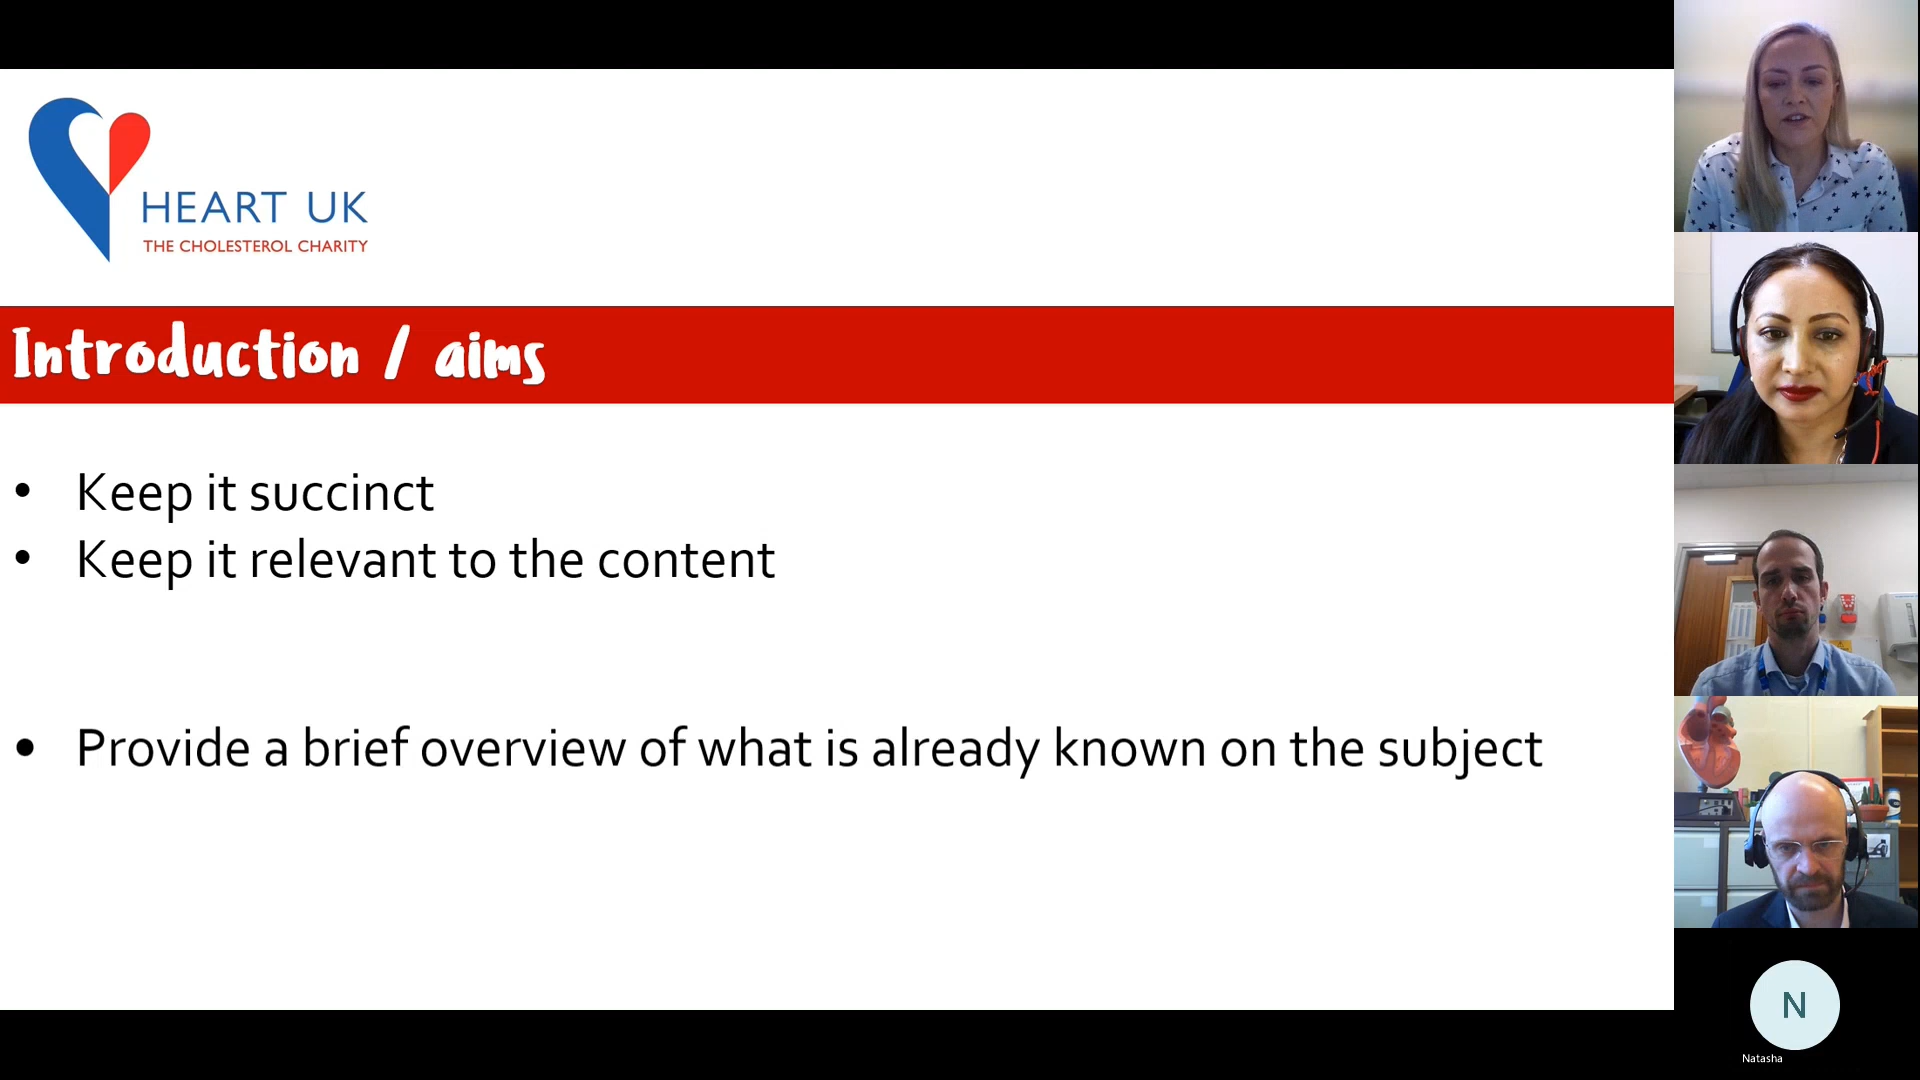 HEART UK
THE CHOLESTEROL CHARITY
Introduction / aims
• Keep it succinct
• Keep it relevant to the content
• Provide a brief overview of what is already known on the subject
N
Natasha